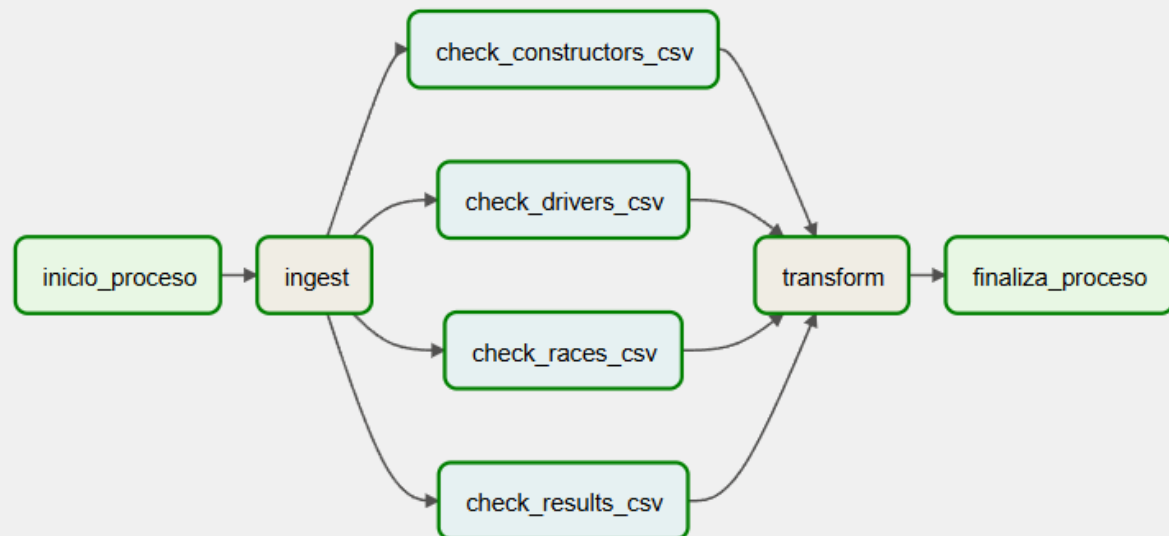 check_constructors_csv
check_drivers_csv
inicio_proceso
ingest
transform
finaliza_proceso
check_races_csv
check_results_csv